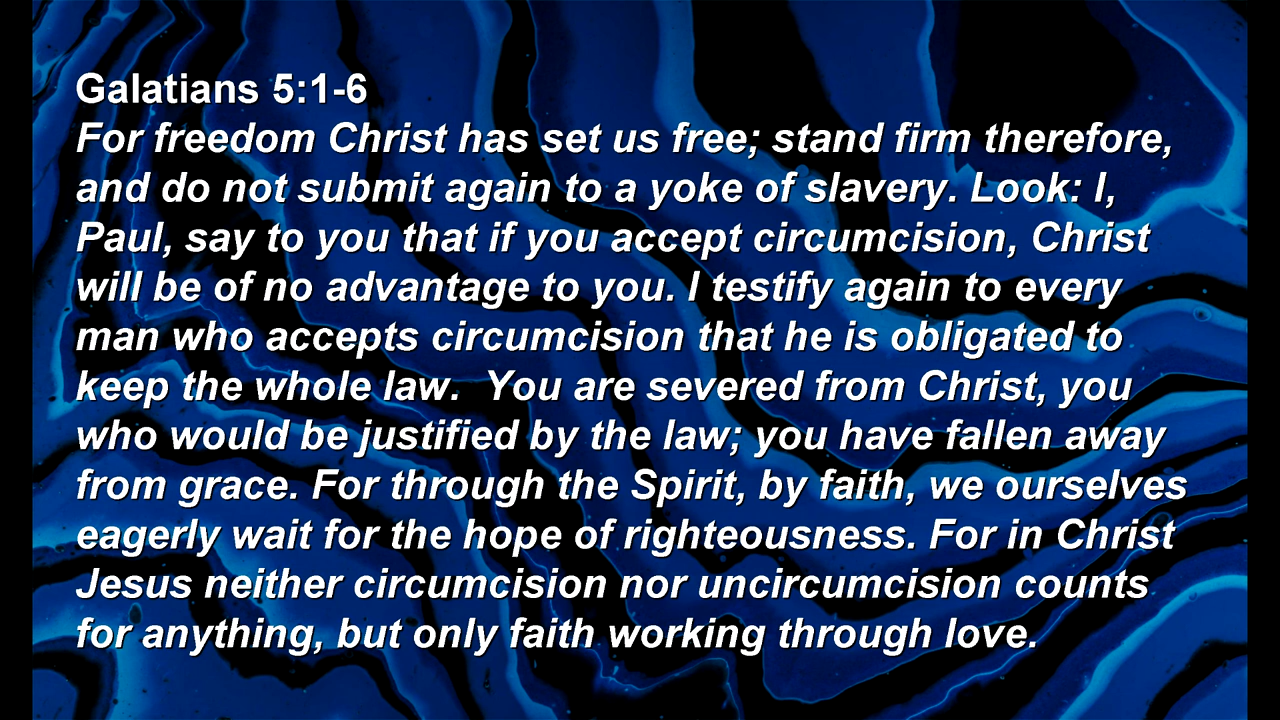 Galatians 5:1-6
For freedom Christ has set us free; stand firm therefore,
and do not submit again to a yoke of slavery. Look: I,
Paul, say to you that if you accept circumcision, Christ
will be of no advantage to you. I testify again to every
man who accepts circumcision that he is obligated to
keep the whole law.  You are severed from Christ, you
who would be justified by the law; you have fallen away
from grace. For through the Spirit, by faith, we ourselves
eagerly wait for the hope of righteousness. For in Christ
Jesus neither circumcision nor uncircumcision counts
for anything, but only faith working through love.